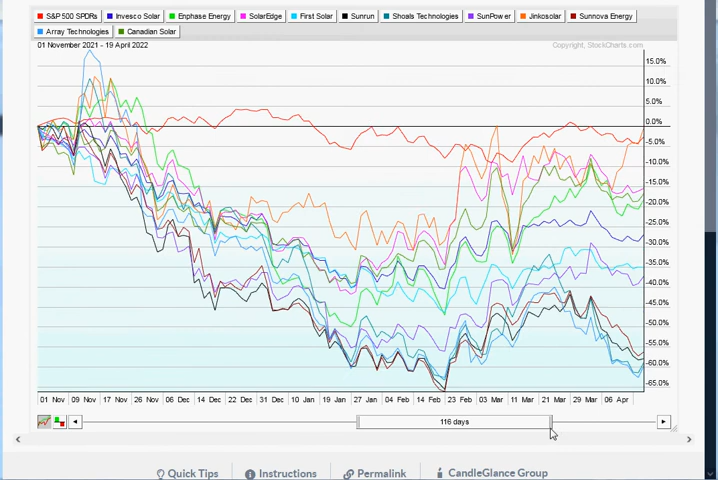 S&P 500 SPDRs Invesco Solar Enphase Energy SolarEdge First Solar Sunrun Shoals Technologies SunPower Jinkosolar Sunnova Energy
Array Technologies Canadian Solar
01 November 2021 - 19 April 2022 Copyright, StockCharts.com
15.0%
10.0%
5.0%
0.0%
-5.0%
-10.0%
-15.0%
-20.0%
-25.0%
-30.0%
-35.0%
-40.0%
-45.0%
-50.0%
-55.0%
-60.0%
-65.0%
01 Nov 09 Nov 17 Nov 26 Nov 06 Dec 14 Dec 22 Dec 31 Dec 10 Jan 19 Jan 27 Jan 04 Feb 14 Feb 23 Feb 03 Mar 11 Mar 21 Mar 29 Mar 06 Apr
116 days
Quick Tips Instructions Permalink CandleGlance Group